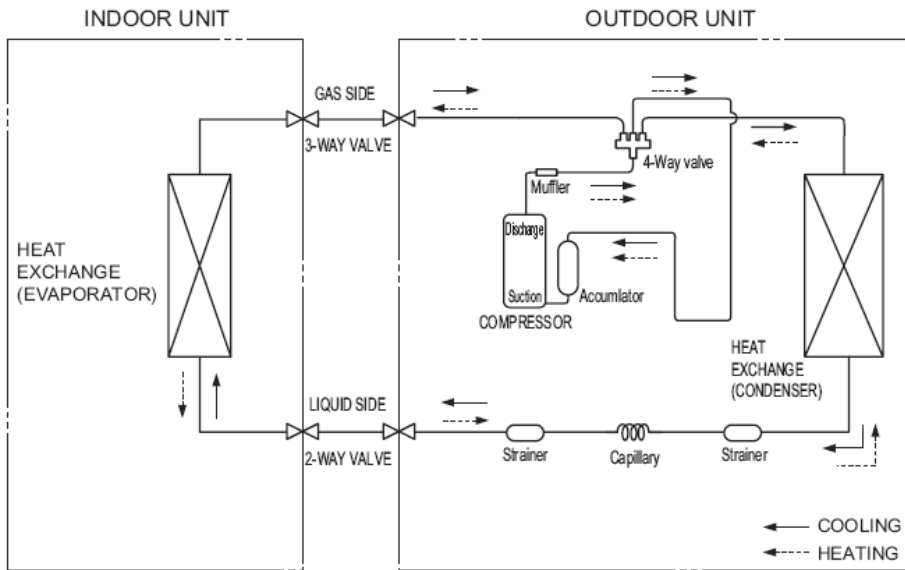 INDOOR UNIT
OUTDOOR UNIT
GAS SIDE
3-WAY VALVE
4-Way valve
Muffler
Discharge
Suction
Accumlator
COMPRESSOR
HEAT
EXCHANGE
(EVAPORATOR)
HEAT
EXCHANGE
(CONDENSER)
LIQUID SIDE
2-WAY VALVE
Strainer
Capillary
Strainer
COOLING
HEATING